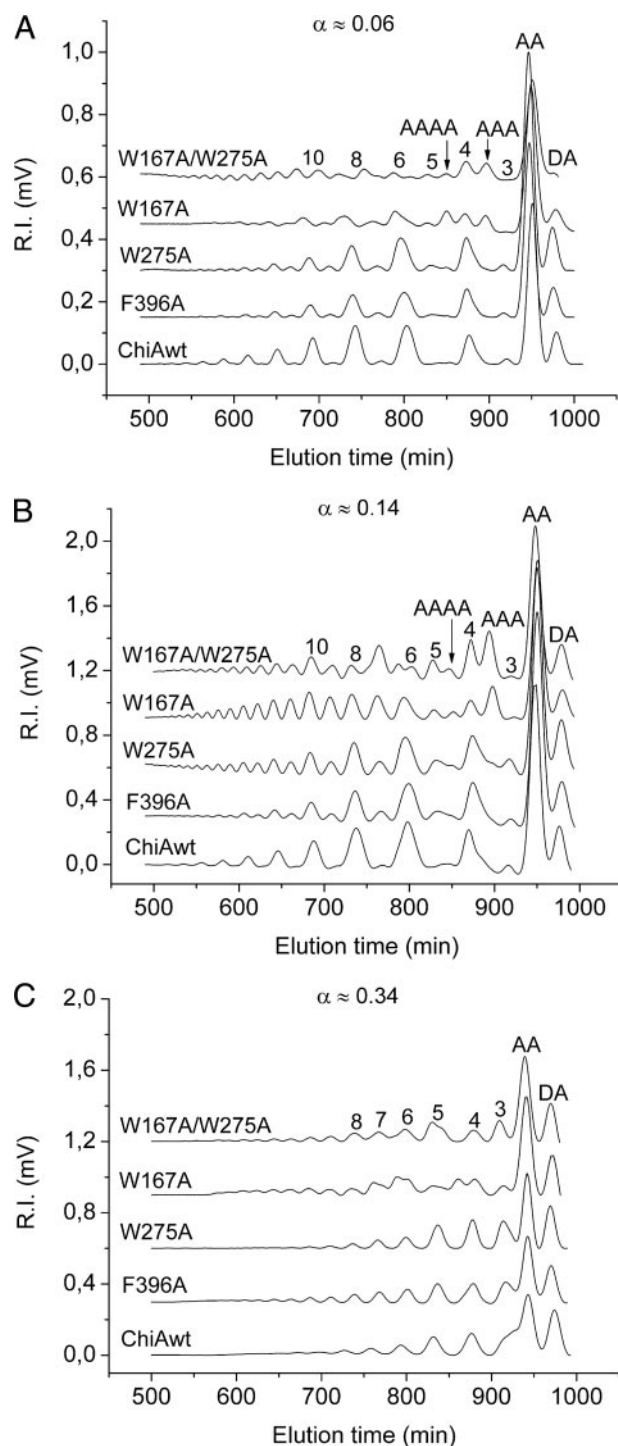 A
α ≈ 0.06
AA
1,0
0,8
0,6
0,4
0,2
0,0
R.I. (mV)
AAAA
AAA
10 8 6 5 4 3
DA
W167A/W275A
W167A
W275A
F396A
ChiAwt
500 600 700 800 900 1000
Elution time (min)
B
α ≈ 0.14
AA
2,0
1,6
1,2
0,8
0,4
0,0
R.I. (mV)
AAAA
AAA
10 8 6 5 4 3
DA
W167A/W275A
W167A
W275A
F396A
ChiAwt
500 600 700 800 900 1000
Elution time (min)
C
α ≈ 0.34
AA
2,0
1,6
1,2
0,8
0,4
0,0
R.I. (mV)
8 7 6 5 4 3
DA
W167A/W275A
W167A
W275A
F396A
ChiAwt
500 600 700 800 900 1000
Elution time (min)